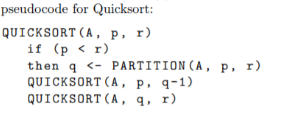 pseudocode for Quicksort:
QUICKSORT(A, p, r)
if (p < r)
then q <- PARTITION(A, p, r)
QUICKSORT(A, p, q-1)
QUICKSORT(A, q, r)